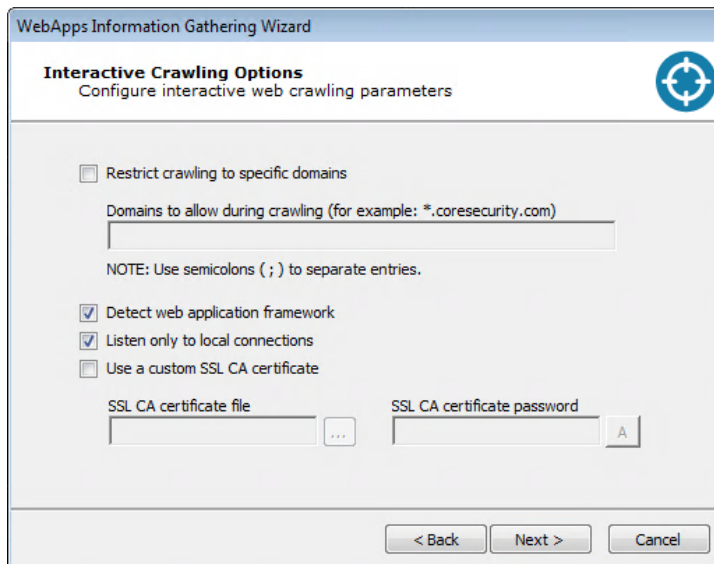 WebApps Information Gathering Wizard
Interactive Crawling Options
Configure interactive web crawling parameters
Restrict crawling to specific domains
Domains to allow during crawling (for example: *.coresecurity.com)
NOTE: Use semicolons ( ; ) to separate entries.
Detect web application framework
Listen only to local connections
Use a custom SSL CA certificate
SSL CA certificate file SSL CA certificate password
... A
< Back Next > Cancel